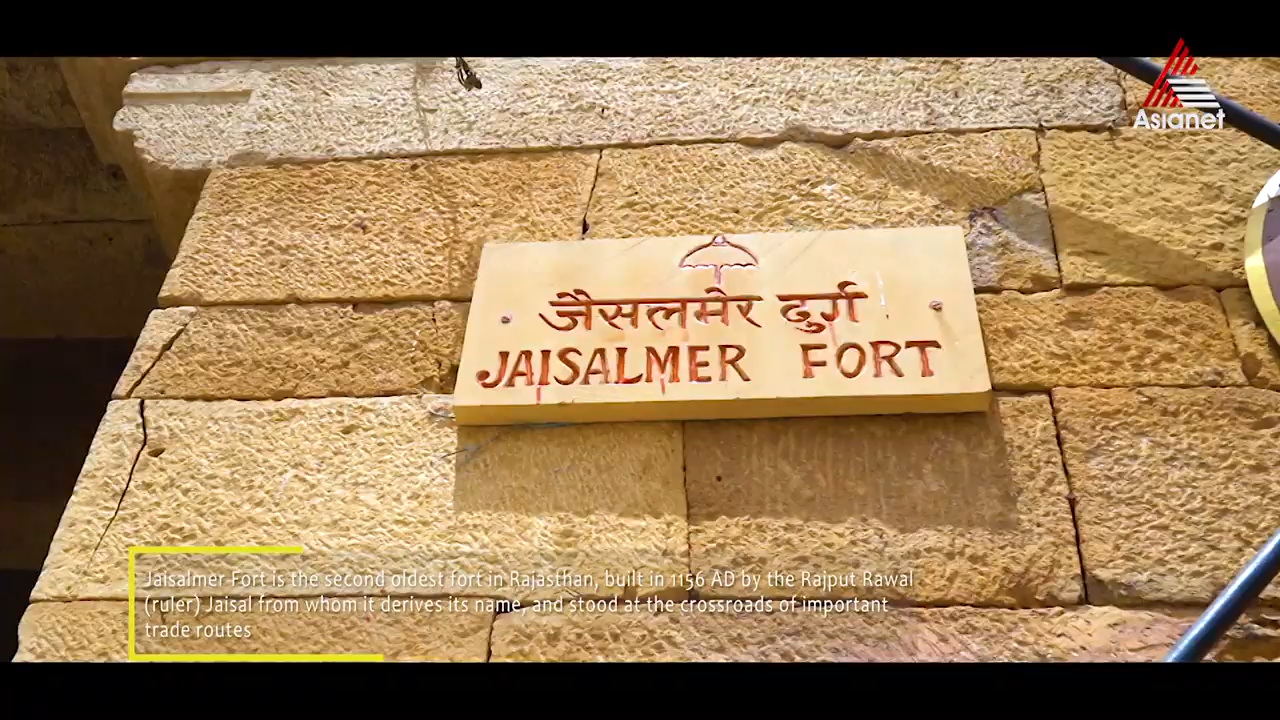 Asianet
जैसलमेर दुर्ग
JAISALMER FORT
Jaisalmer Fort is the second oldest fort in Rajasthan, built in 1156 AD by the Rajput Rawal
(ruler) Jaisal from whom it derives its name, and stood at the crossroads of important
trade routes